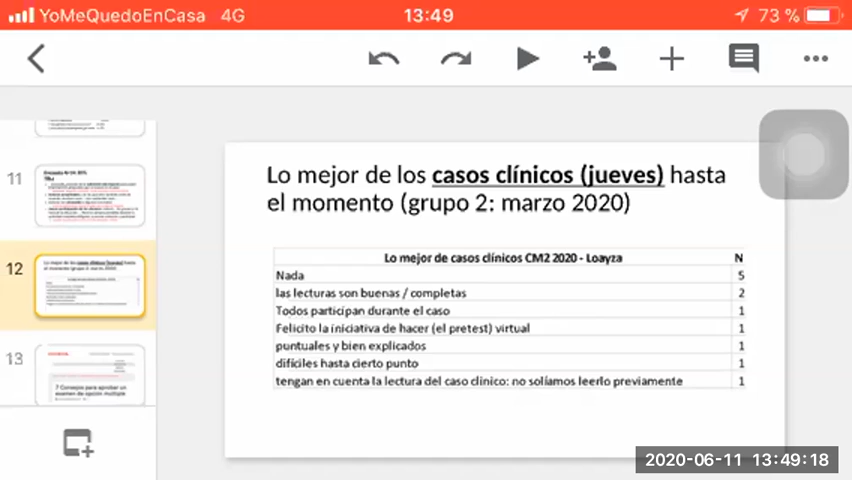 YoMeQuedoEnCasa 4G 13:49 73 %
11
12
13
7 Consejos para aprobar un
examen de opción múltiple
Lo mejor de los casos clínicos (jueves) hasta
el momento (grupo 2: marzo 2020)
Lo mejor de casos clínicos CM2 2020 - Loayza N
Nada 5
las lecturas son buenas / completas 2
Todos participan durante el caso 1
Felicito la iniciativa de hacer (el pretest) virtual 1
puntuales y bien explicados 1
difíciles hasta cierto punto 1
tengan en cuenta la lectura del caso clinico: no solíamos leerlo previamente 1
2020-06-11 13:49:18